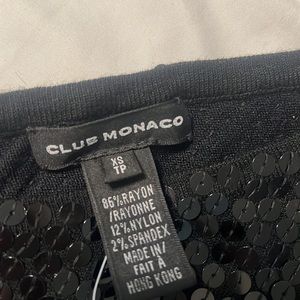 CLUB MONACO
XS
TP
86% RAYON
/RAYONNE
12% NYLON
2% SPANDEX
MADE IN/
FAIT À
HONG KONG